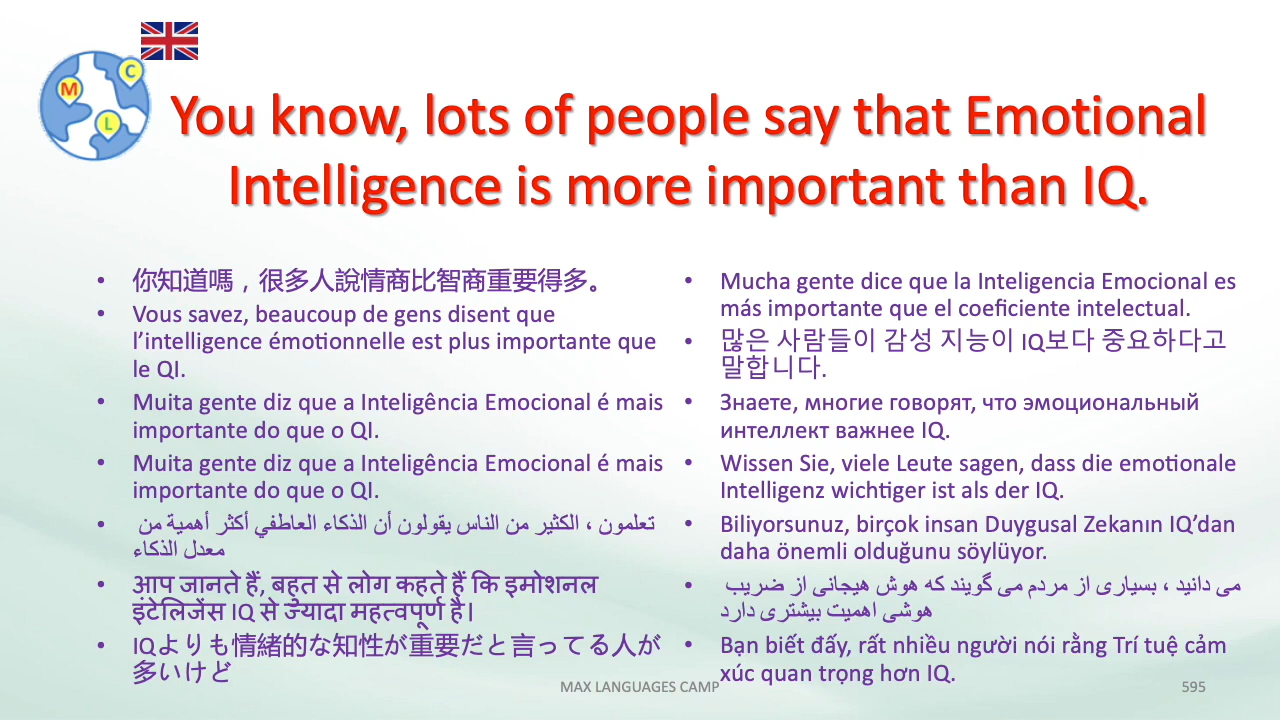 C
M
L
You know, lots of people say that Emotional
Intelligence is more important than IQ.
• 你知道嗎，很多人說情商比智商重要得多。
• Vous savez, beaucoup de gens disent que
l’intelligence émotionnelle est plus importante que
le QI.
• Muita gente diz que a Inteligência Emocional é mais
importante do que o QI.
• Muita gente diz que a Inteligência Emocional é mais
importante do que o QI.
• تعلمون ، الكثير من الناس يقولون أن الذكاء العاطفي أكثر أهمية من
معدل الذكاء
• आप जानते हैं, बहुत से लोग कहते हैं कि इमोशनल
इंटेलिजेंस IQ से ज्यादा महत्वपूर्ण है।
• IQよりも情緒的な知性が重要だと言ってる人が
多いけど
• Mucha gente dice que la Inteligencia Emocional es
más importante que el coeficiente intelectual.
• 많은 사람들이 감성 지능이 IQ보다 중요하다고
말합니다.
• Знаете, многие говорят, что эмоциональный
интеллект важнее IQ.
• Wissen Sie, viele Leute sagen, dass die emotionale
Intelligenz wichtiger ist als der IQ.
• Biliyorsunuz, birçok insan Duygusal Zekanın IQ’dan
daha önemli olduğunu söylüyor.
• می دانید ، بسیاری از مردم می گویند که هوش هیجانی از ضریب
هوشی اهمیت بیشتری دارد
• Bạn biết đấy, rất nhiều người nói rằng Trí tuệ cảm
xúc quan trọng hơn IQ.
MAX LANGUAGES CAMP
595